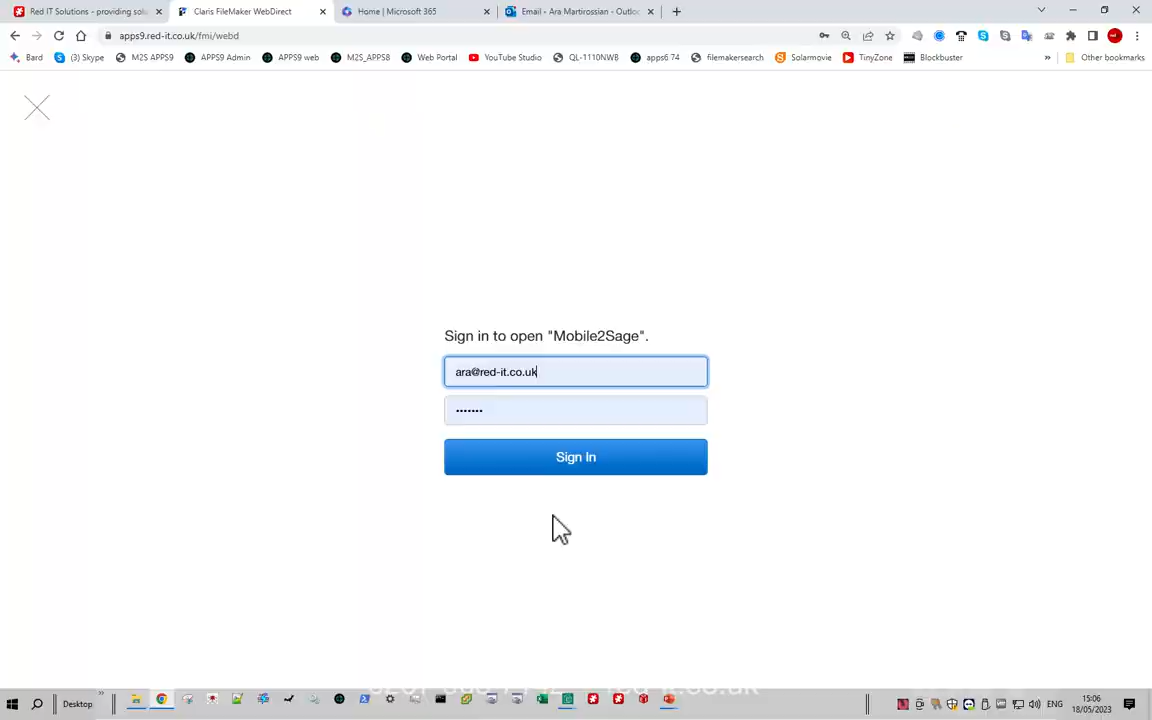 Red IT Solutions - providing solu
Claris FileMaker WebDirect
Home | Microsoft 365
Email - Ara Martirossian - Outloo
apps9.red-it.co.uk/fmi/webd
Bard
(3) Skype
M2S APPS9
APPS9 Admin
APPS9 web
M2S_APPS8
Web Portal
YouTube Studio
QL-1110NWB
apps6 74
filemakersearch
Solarmovie
TinyZone
Blockbuster
»
Other bookmarks
Sign in to open "Mobile2Sage".
ara@red-it.co.uk
•••••••
Sign In
Desktop
ENG
15:06
18/05/2023